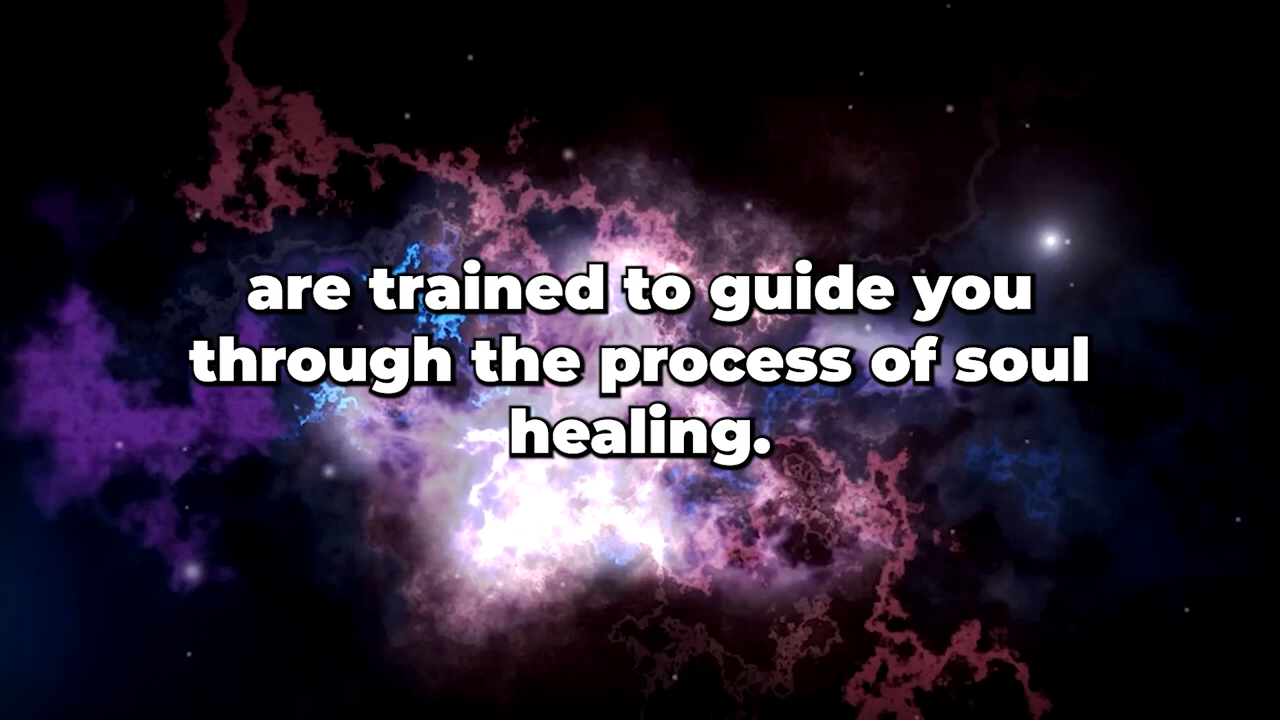 are trained to guide you
through the process of soul
healing.